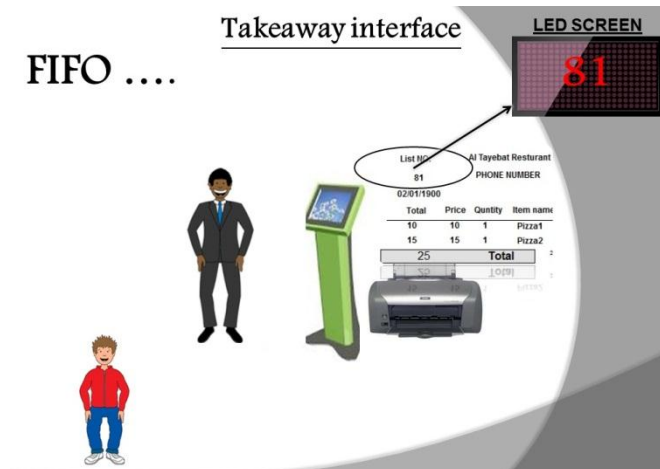 Takeaway interface
LED SCREEN
FIFO ....
81
List NO: Al Tayebat Resturant
81 PHONE NUMBER
02/01/1900
Total Price Quntity Item name
10 10 1 Pizza1
15 15 1 Pizza2
25 Total